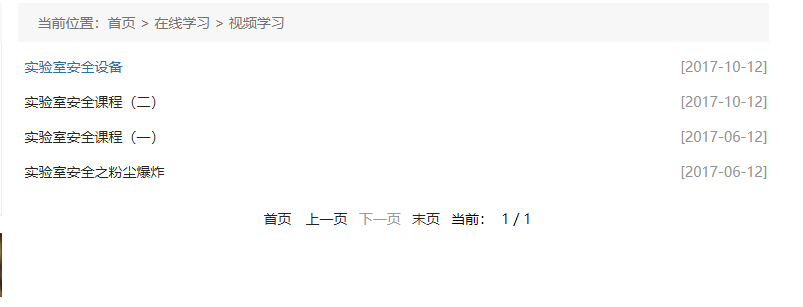 当前位置：首页 > 在线学习 > 视频学习
实验室安全设备 [2017-10-12]
实验室安全课程（二） [2017-10-12]
实验室安全课程（一） [2017-06-12]
实验室安全之粉尘爆炸 [2017-06-12]
首页 上一页 下一页 末页 当前： 1 / 1